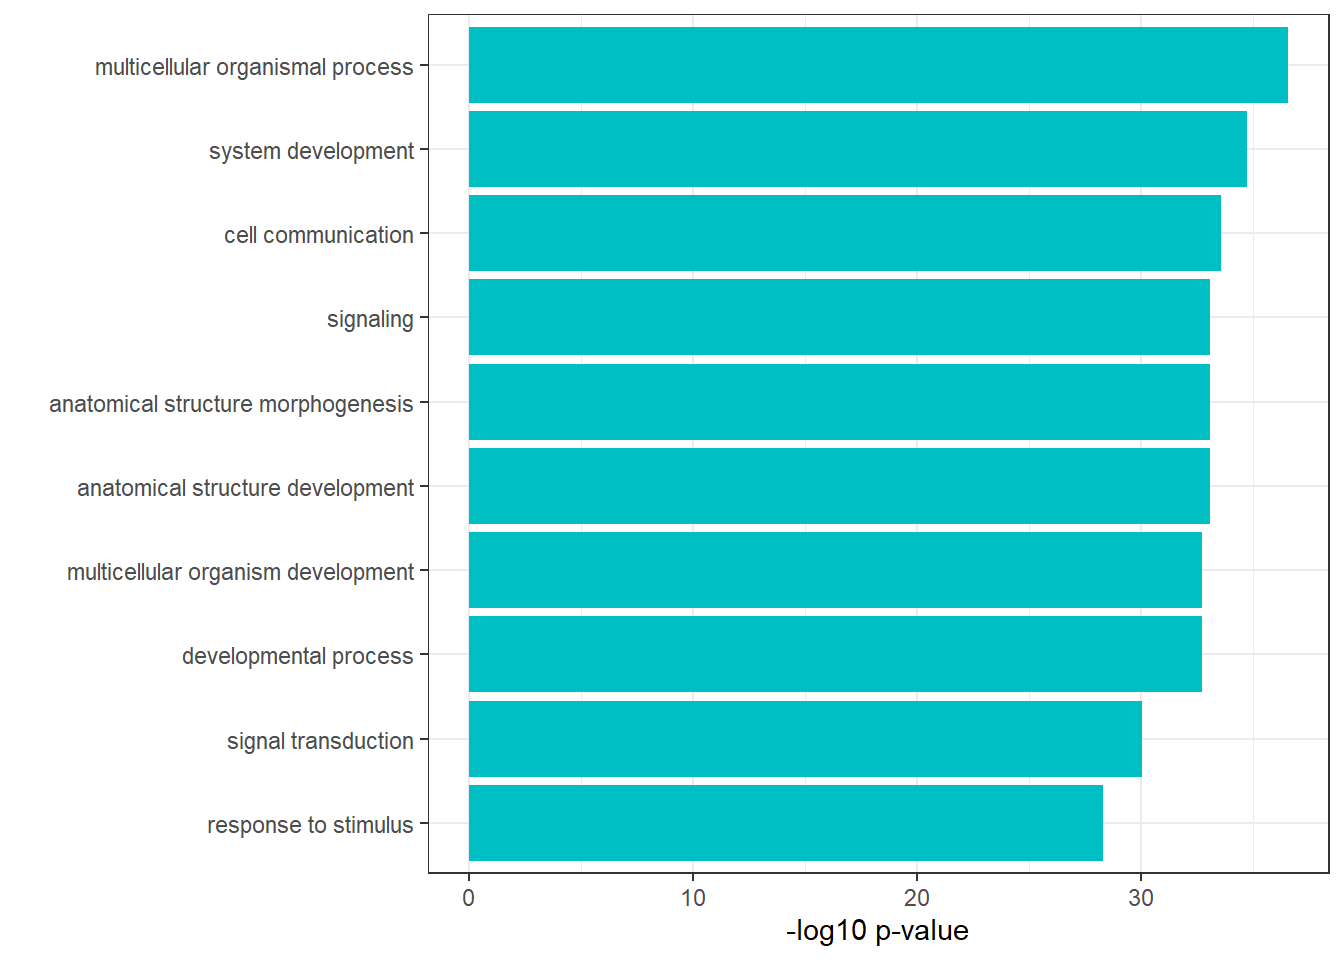 multicellular organismal process
system development
cell communication
signaling
anatomical structure morphogenesis
anatomical structure development
multicellular organism development
developmental process
signal transduction
response to stimulus
0 10 20 30
-log10 p-value